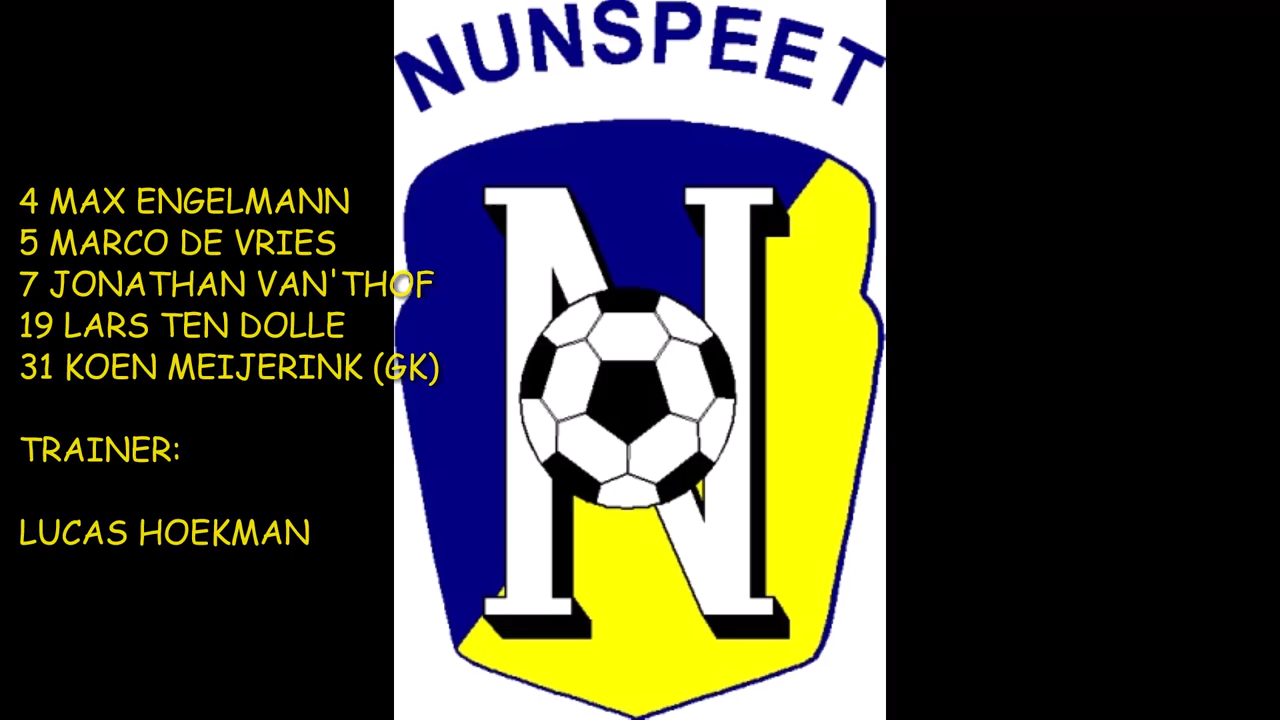 NUNSPEET
4 MAX ENGELMANN
5 MARCO DE VRIES
7 JONATHAN VAN'THOF
19 LARS TEN DOLLE
31 KOEN MEIJERINK (GK)
TRAINER:
LUCAS HOEKMAN
N